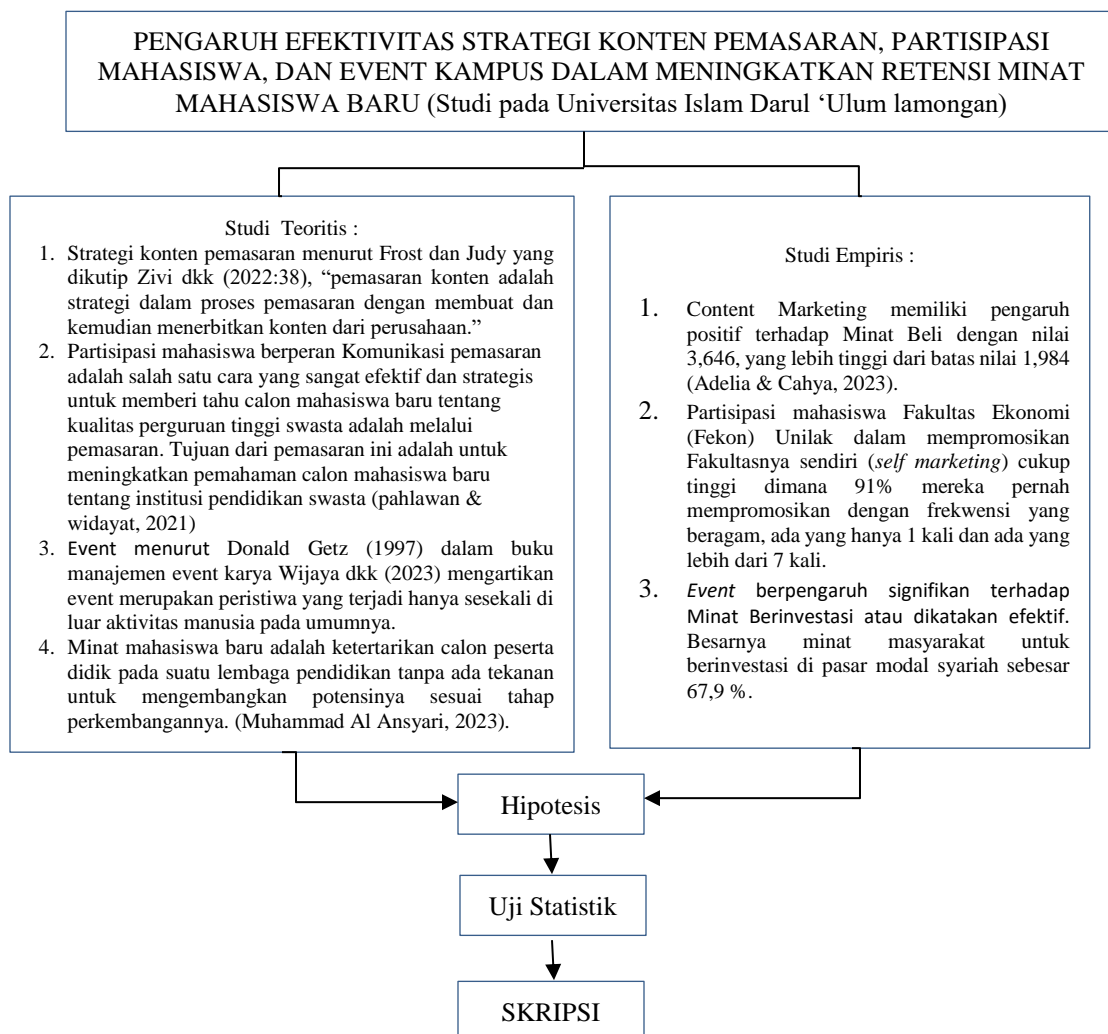 PENGARUH EFEKTIVITAS STRATEGI KONTEN PEMASARAN, PARTISIPASI
MAHASISWA, DAN EVENT KAMPUS DALAM MENINGKATKAN RETENSI MINAT
MAHASISWA BARU (Studi pada Universitas Islam Darul ‘Ulum lamongan)
Studi Teoritis :
1. Strategi konten pemasaran menurut Frost dan Judy yang
dikutip Zivi dkk (2022:38), “pemasaran konten adalah
strategi dalam proses pemasaran dengan membuat dan
kemudian menerbitkan konten dari perusahaan.”
2. Partisipasi mahasiswa berperan Komunikasi pemasaran
adalah salah satu cara yang sangat efektif dan strategis
untuk memberi tahu calon mahasiswa baru tentang
kualitas perguruan tinggi swasta adalah melalui
pemasaran. Tujuan dari pemasaran ini adalah untuk
meningkatkan pemahaman calon mahasiswa baru
tentang institusi pendidikan swasta (pahlawan &
widayat, 2021)
3. Event menurut Donald Getz (1997) dalam buku
manajemen event karya Wijaya dkk (2023) mengartikan
event merupakan peristiwa yang terjadi hanya sesekali di
luar aktivitas manusia pada umumnya.
4. Minat mahasiswa baru adalah ketertarikan calon peserta
didik pada suatu lembaga pendidikan tanpa ada tekanan
untuk mengembangkan potensinya sesuai tahap
perkembangannya. (Muhammad Al Ansyari, 2023).
Studi Empiris :
1. Content Marketing memiliki pengaruh
positif terhadap Minat Beli dengan nilai
3,646, yang lebih tinggi dari batas nilai 1,984
(Adelia & Cahya, 2023).
2. Partisipasi mahasiswa Fakultas Ekonomi
(Fekon) Unilak dalam mempromosikan
Fakultasnya sendiri (self marketing) cukup
tinggi dimana 91% mereka pernah
mempromosikan dengan frekwensi yang
beragam, ada yang hanya 1 kali dan ada yang
lebih dari 7 kali.
3. Event berpengaruh signifikan terhadap
Minat Berinvestasi atau dikatakan efektif.
Besarnya minat masyarakat untuk
berinvestasi di pasar modal syariah sebesar
67,9 %.
Hipotesis
Uji Statistik
SKRIPSI